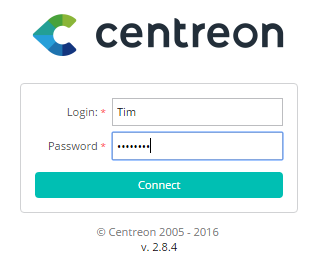 centreon
Login: * Tim
Password * ••••••••
Connect
© Centreon 2005 - 2016
v. 2.8.4